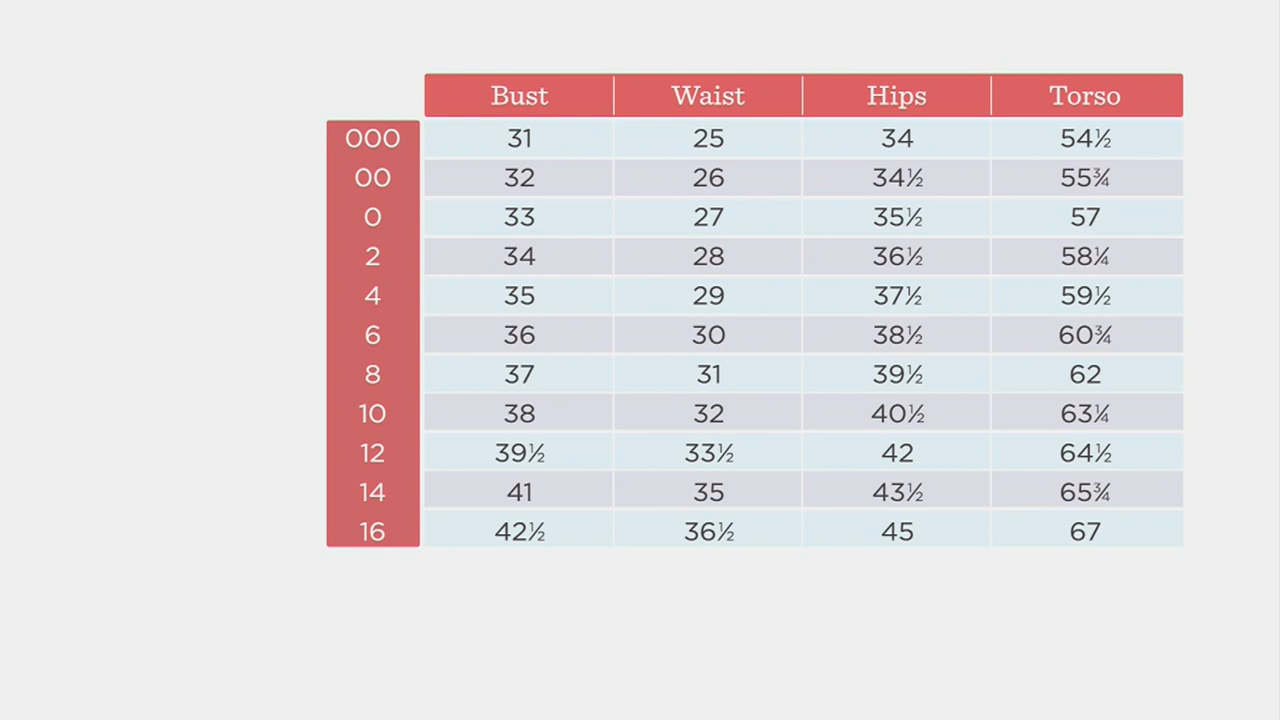 Bust Waist Hips Torso
000 31 25 34 54½
00 32 26 34½ 55¾
0 33 27 35½ 57
2 34 28 36½ 58¼
4 35 29 37½ 59½
6 36 30 38½ 60¾
8 37 31 39½ 62
10 38 32 40½ 63¼
12 39½ 33½ 42 64½
14 41 35 43½ 65¾
16 42½ 36½ 45 67